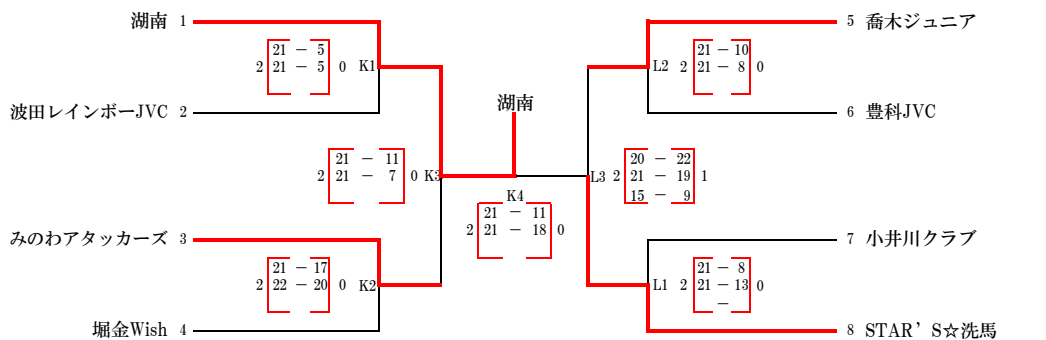 湖南 1
21 － 5
2 21 － 5 0 K1
波田レインボーJVC 2
21 － 11
2 21 － 7 0 K3
みのわアタッカーズ 3
21 － 17
2 22 － 20 0 K2
堀金Wish 4
湖南
K4
21 － 11
2 21 － 18 0
5 喬木ジュニア
21 － 10
L2 2 21 － 8 0
6 豊科JVC
20 － 22
L3 2 21 － 19 1
15 － 9
7 小井川クラブ
21 － 8
L1 2 21 － 13 0
－
8 STAR’S☆洗馬